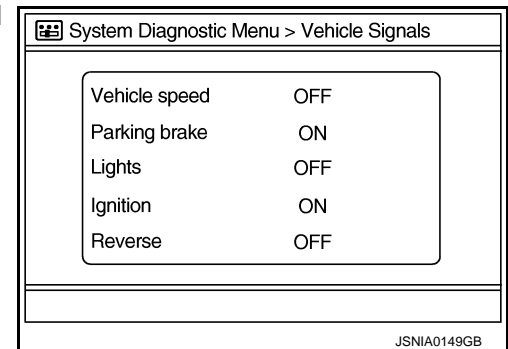 System Diagnostic Menu > Vehicle Signals
Vehicle speed OFF
Parking brake ON
Lights OFF
Ignition ON
Reverse OFF
JSNIA0149GB